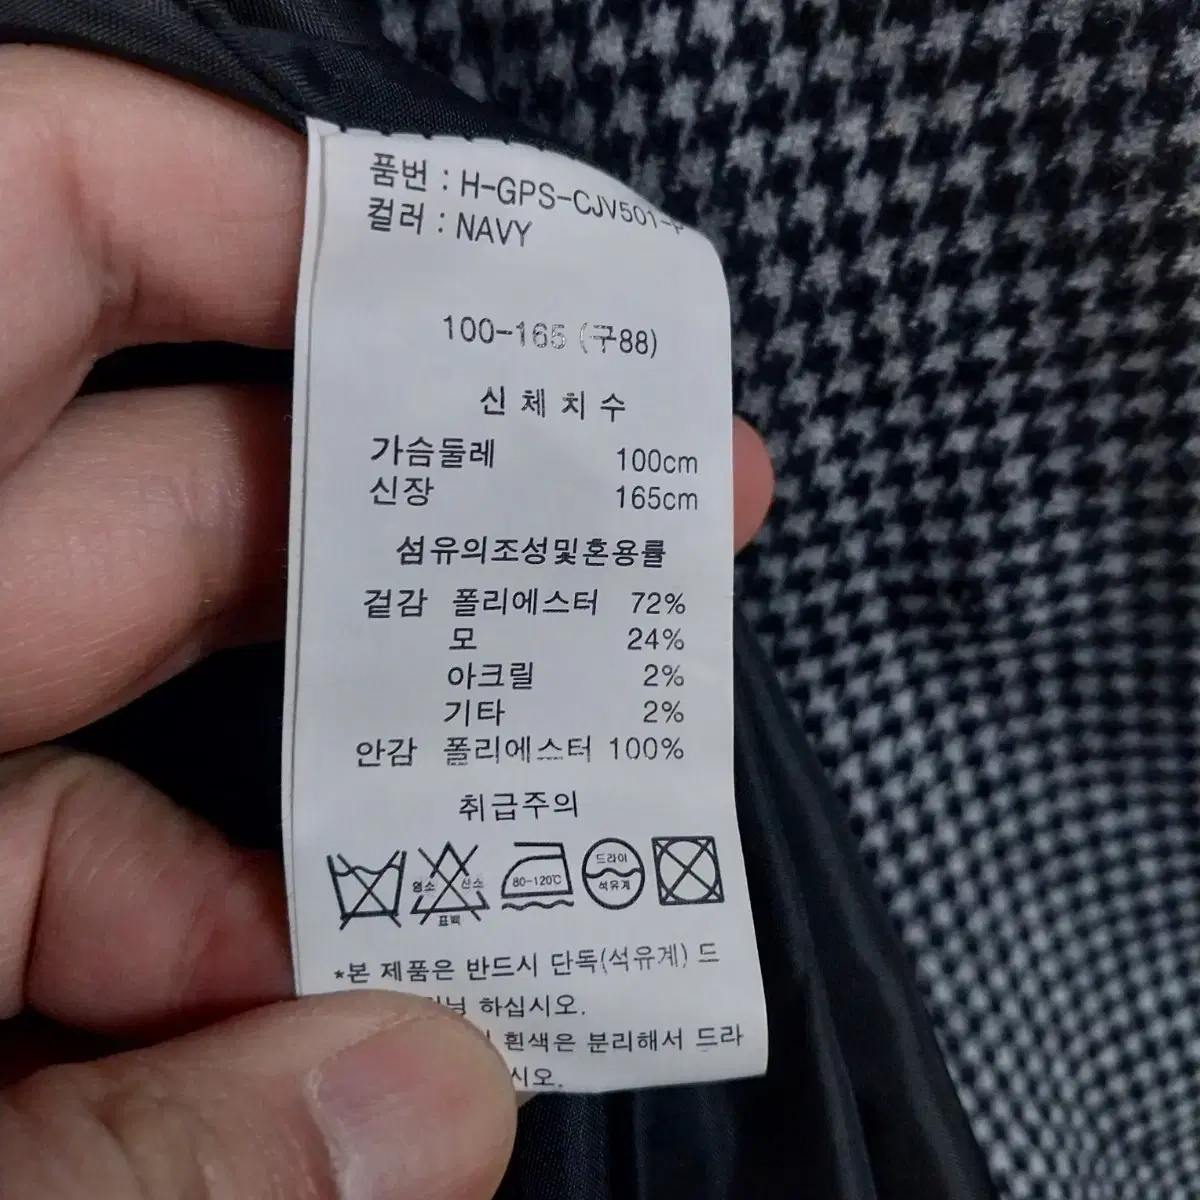 품번 : H-GPS-CJV501-
컬러 : NAVY
100-165 (구88)
신체치수
가슴둘레 100cm
신장 165cm
섬유의조성및혼용률
겉감 폴리에스터 72%
모 24%
아크릴 2%
기타 2%
안감 폴리에스터 100%
취급주의
염소 산소
표백
80-120℃
드라이
석유계
*본 제품은 반드시 단독(석유계) 드
하십시오.
흰색은 분리해서 드라
시오.